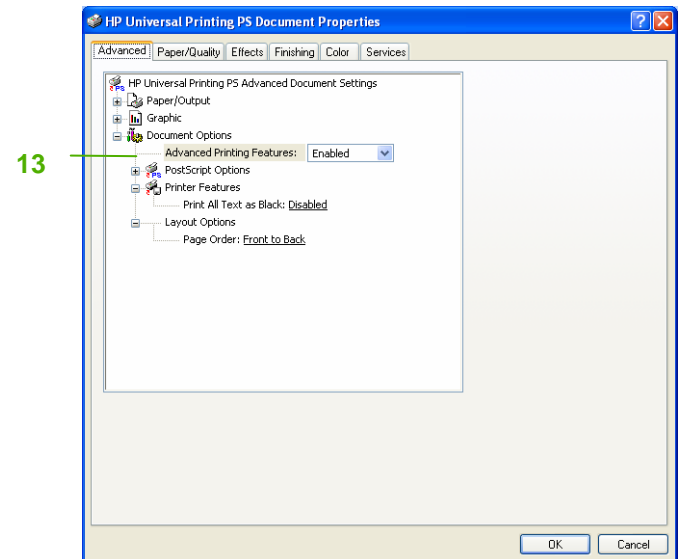 HP Universal Printing PS Document Properties
Advanced Paper/Quality Effects Finishing Color Services
HP Universal Printing PS Advanced Document Settings
Paper/Output
Graphic
Document Options
13 Advanced Printing Features: Enabled
PostScript Options
Printer Features
Print All Text as Black: Disabled
Layout Options
Page Order: Front to Back
OK Cancel